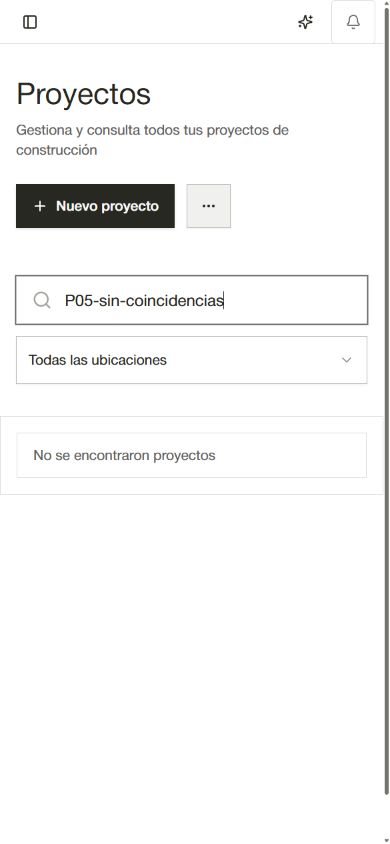 Proyectos
Gestiona y consulta todos tus proyectos de
construcción
+ Nuevo proyecto ...
P05-sin-coincidencias
Todas las ubicaciones
No se encontraron proyectos